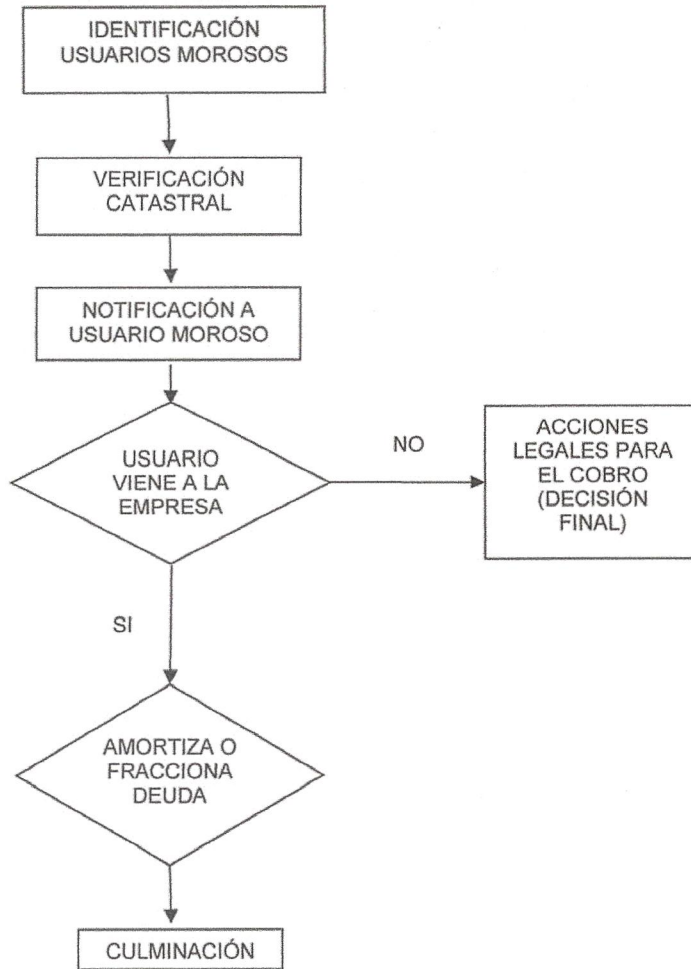 IDENTIFICACIÓN
USUARIOS MOROSOS
VERIFICACIÓN
CATASTRAL
NOTIFICACIÓN A
USUARIO MOROSO
USUARIO
VIENE A LA
EMPRESA
NO
ACCIONES
LEGALES PARA
EL COBRO
(DECISIÓN
FINAL)
SI
AMORTIZA O
FRACCIONA
DEUDA
CULMINACIÓN